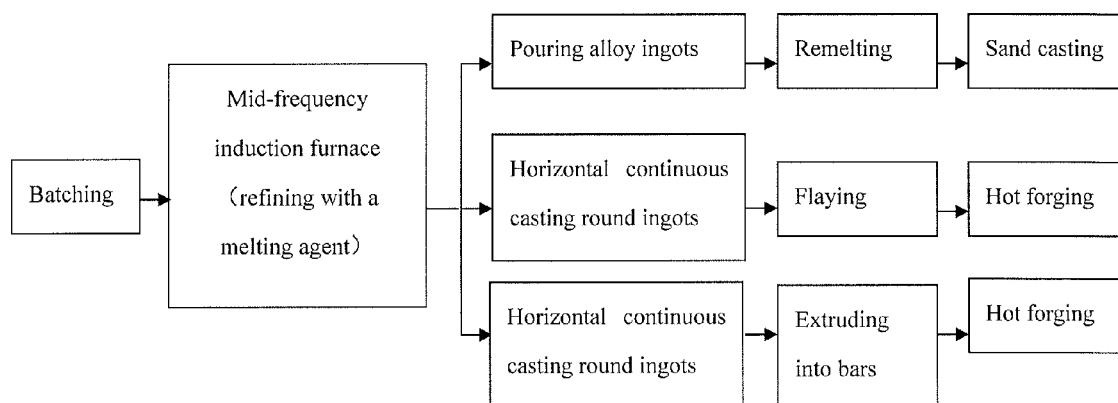 Batching
Mid-frequency
induction furnace
（refining with a
melting agent）
Pouring alloy ingots
Remelting
Sand casting
Horizontal continuous
casting round ingots
Flaying
Hot forging
Horizontal continuous
casting round ingots
Extruding
into bars
Hot forging